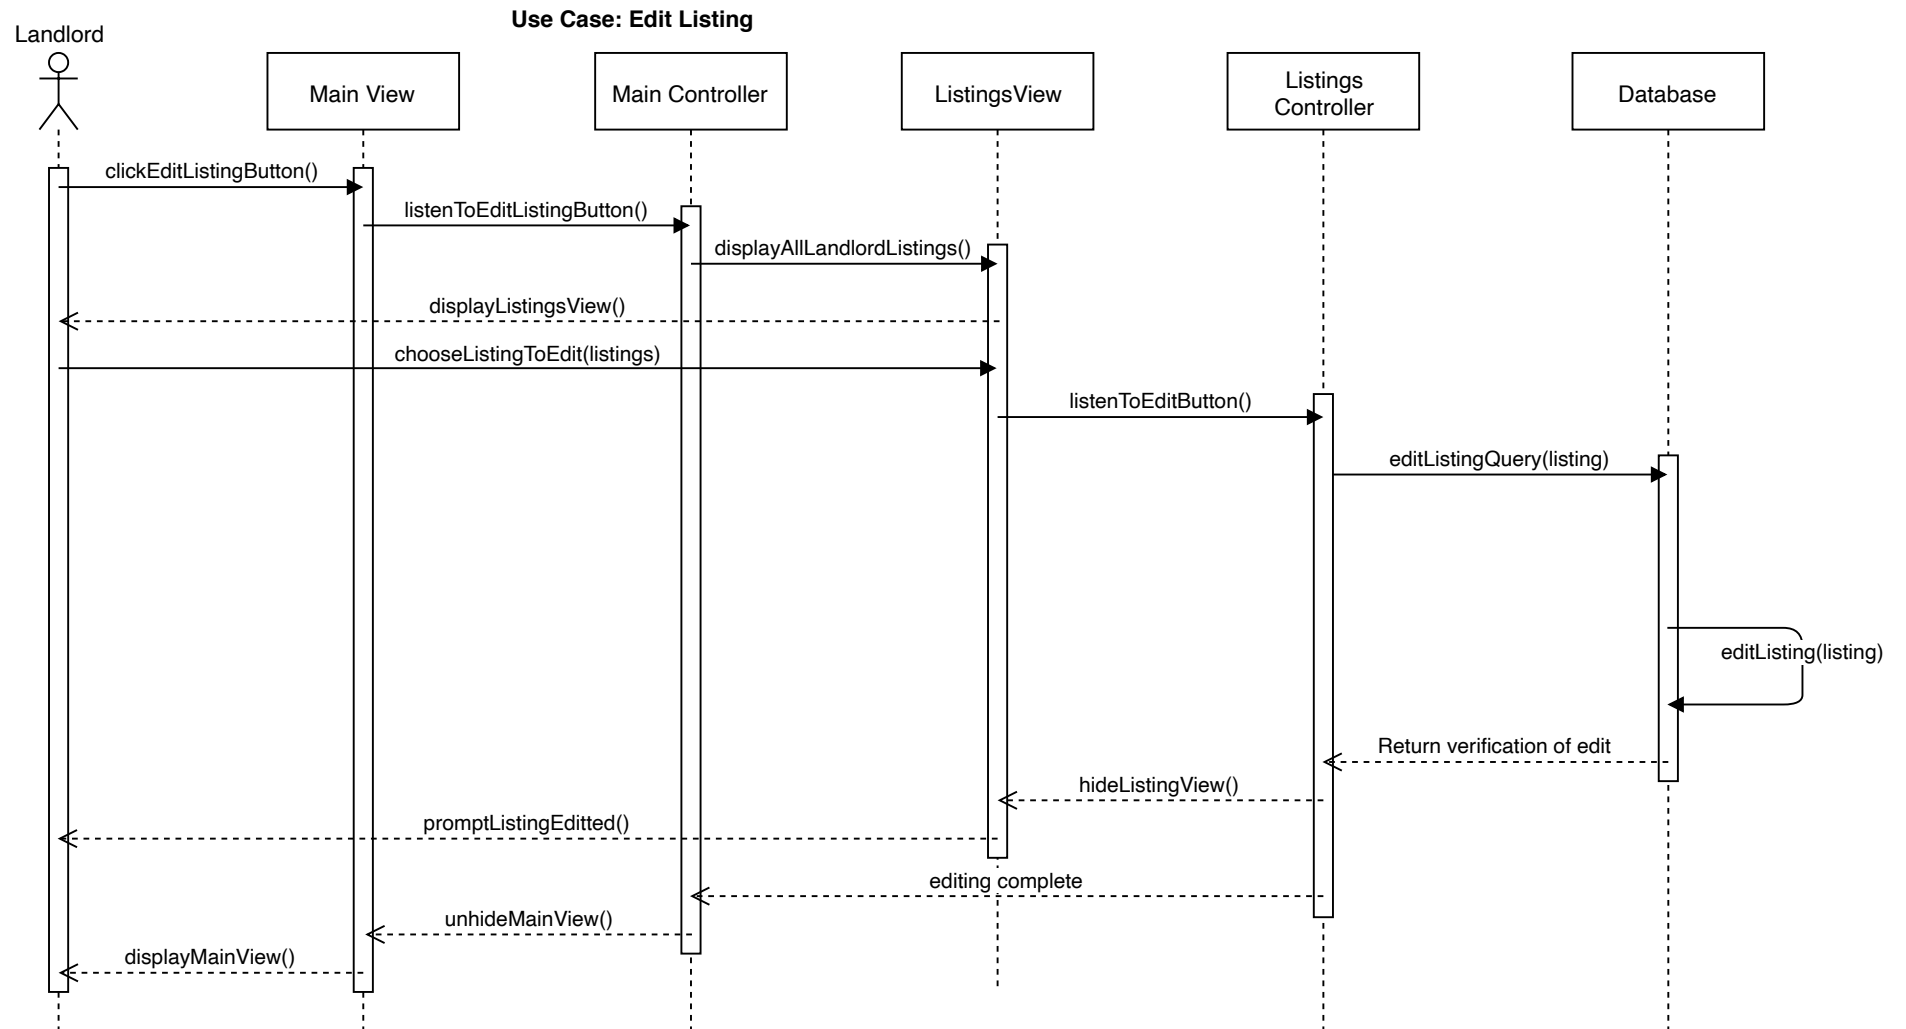 Use Case: Edit Listing
Landlord
Main View
Main Controller
ListingsView
Listings
Controller
Database
clickEditListingButton()
listenToEditListingButton()
displayAllLandlordListings()
displayListingsView()
chooseListingToEdit(listings)
listenToEditButton()
editListingQuery(listing)
editListing(listing)
Return verification of edit
hideListingView()
promptListingEditted()
editing complete
unhideMainView()
displayMainView()